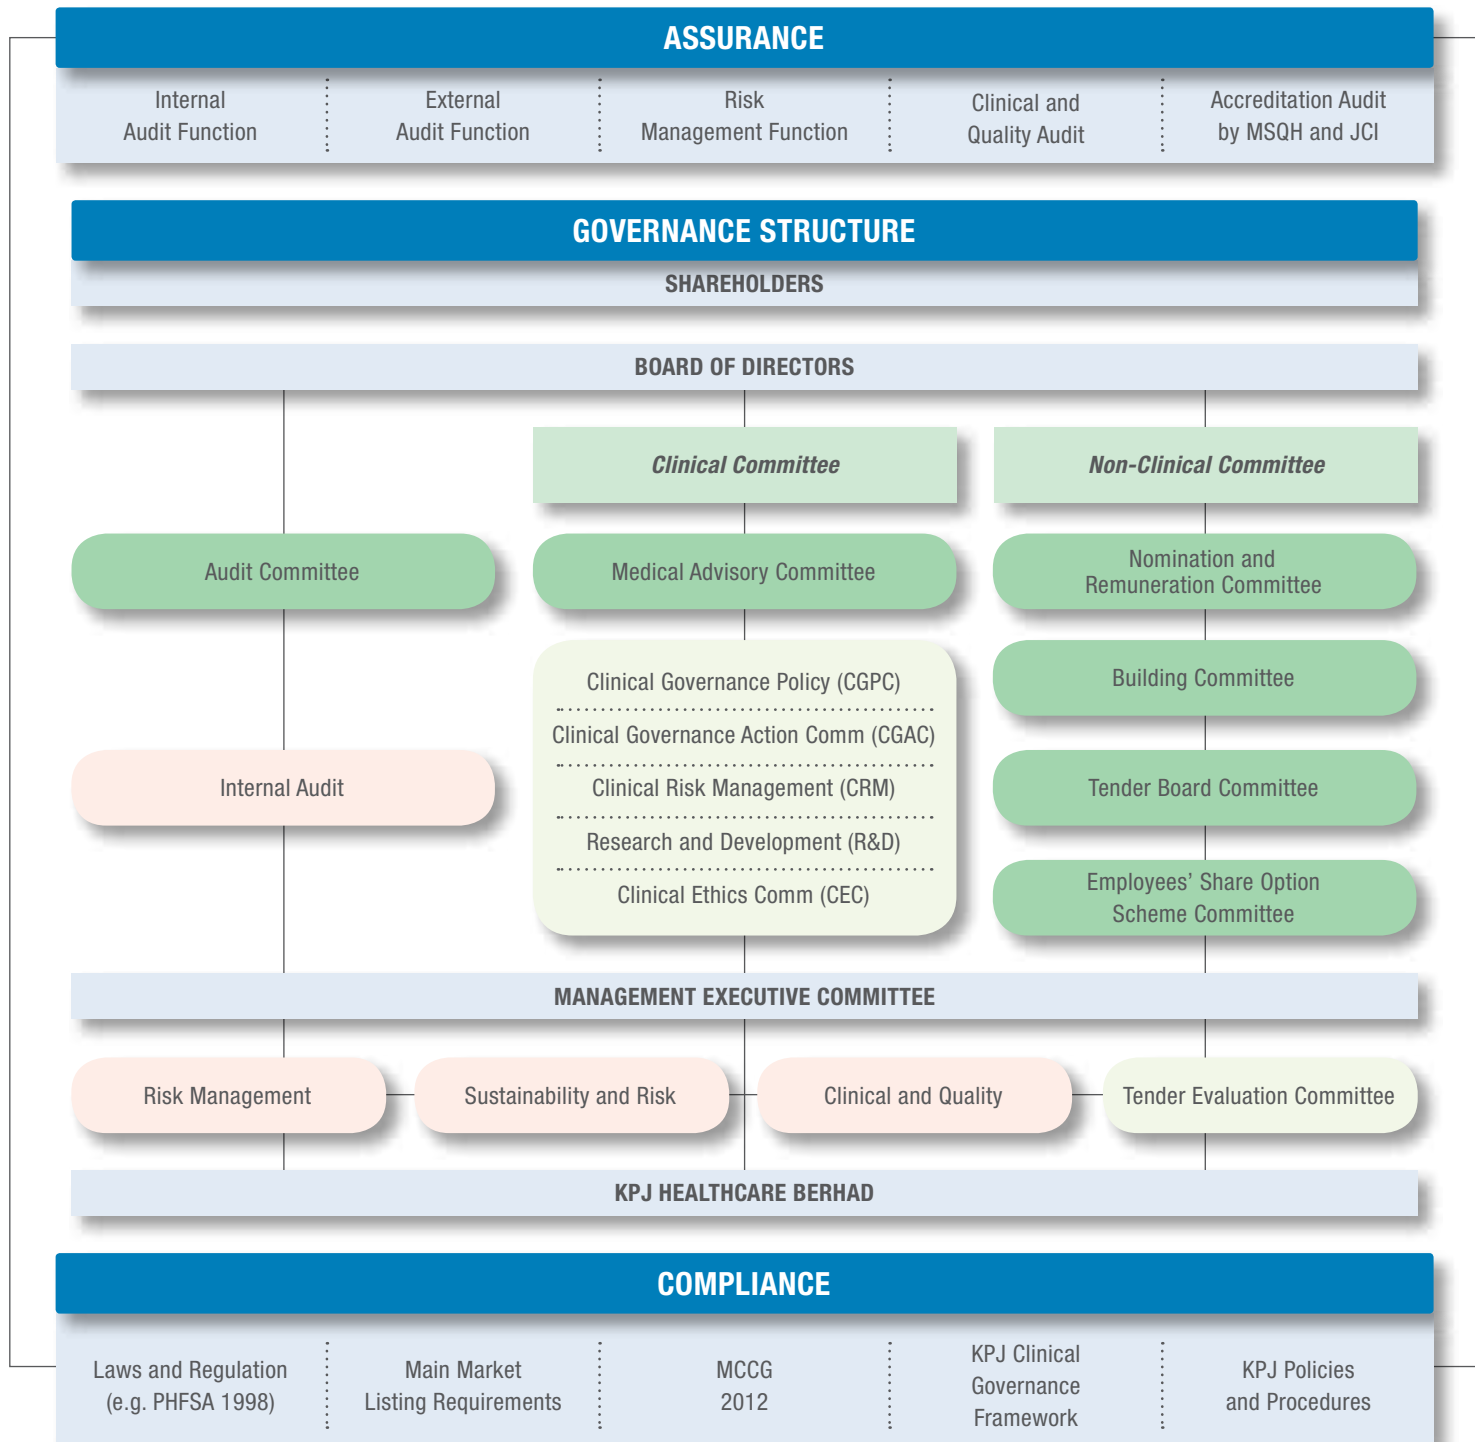 ASSURANCE
Internal
Audit Function
External
Audit Function
Risk
Management Function
Clinical and
Quality Audit
Accreditation Audit
by MSQH and JCI
GOVERNANCE STRUCTURE
SHAREHOLDERS
BOARD OF DIRECTORS
Clinical Committee
Non-Clinical Committee
Audit Committee
Medical Advisory Committee
Nomination and
Remuneration Committee
Clinical Governance Policy (CGPC)
Clinical Governance Action Comm (CGAC)
Clinical Risk Management (CRM)
Research and Development (R&D)
Clinical Ethics Comm (CEC)
Building Committee
Internal Audit
Tender Board Committee
Employees’ Share Option
Scheme Committee
MANAGEMENT EXECUTIVE COMMITTEE
Risk Management
Sustainability and Risk
Clinical and Quality
Tender Evaluation Committee
KPJ HEALTHCARE BERHAD
COMPLIANCE
Laws and Regulation
(e.g. PHFSA 1998)
Main Market
Listing Requirements
MCCG
2012
KPJ Clinical
Governance
Framework
KPJ Policies
and Procedures